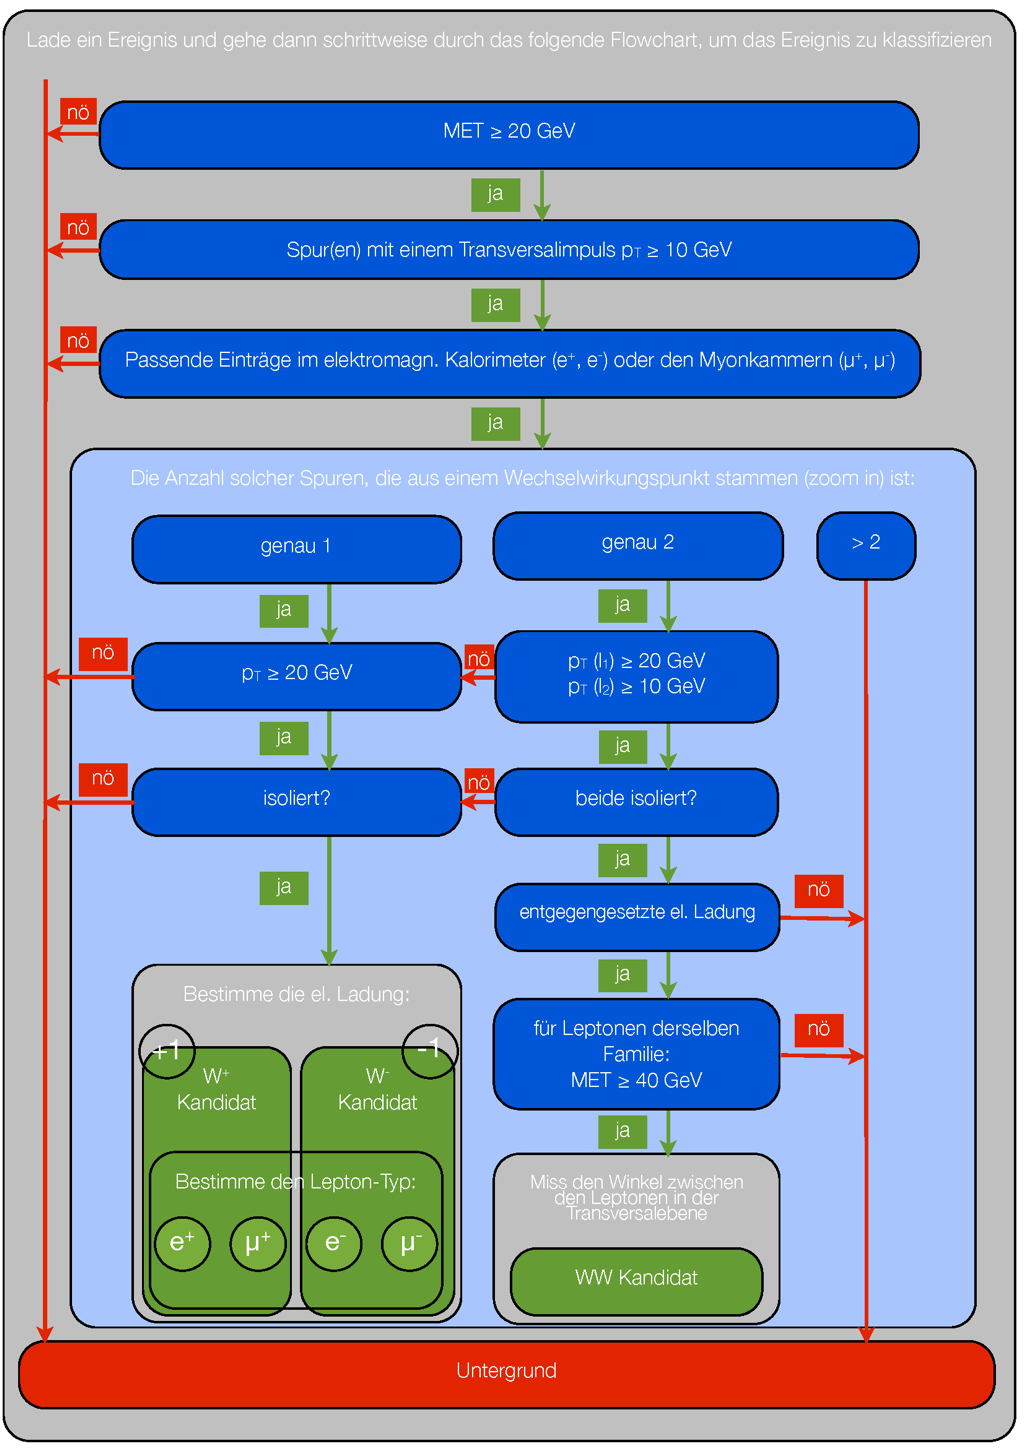 Lade ein Ereignis und gehe dann schrittweise durch das folgende Flowchart, um das Ereignis zu klassifizieren
nö
MET ≥ 20 GeV
ja
nö
Spur(en) mit einem Transversalimpuls pT ≥ 10 GeV
ja
nö
Passende Einträge im elektromagn. Kalorimeter (e⁺, e⁻) oder den Myonkammern (µ⁺, µ⁻)
ja
Die Anzahl solcher Spuren, die aus einem Wechselwirkungspunkt stammen (zoom in) ist:
genau 1
genau 2
> 2
ja
ja
nö
pT ≥ 20 GeV
nö
pT (l₁) ≥ 20 GeV
pT (l₂) ≥ 10 GeV
ja
ja
nö
isoliert?
nö
beide isoliert?
ja
ja
entgegengesetzte el. Ladung
nö
ja
Bestimme die el. Ladung:
+1
-1
W⁺
Kandidat
W⁻
Kandidat
für Leptonen derselben
Familie:
MET ≥ 40 GeV
nö
ja
Bestimme den Lepton-Typ:
e⁺
µ⁺
e⁻
µ⁻
Miss den Winkel zwischen
den Leptonen in der
Transversalebene
WW Kandidat
Untergrund